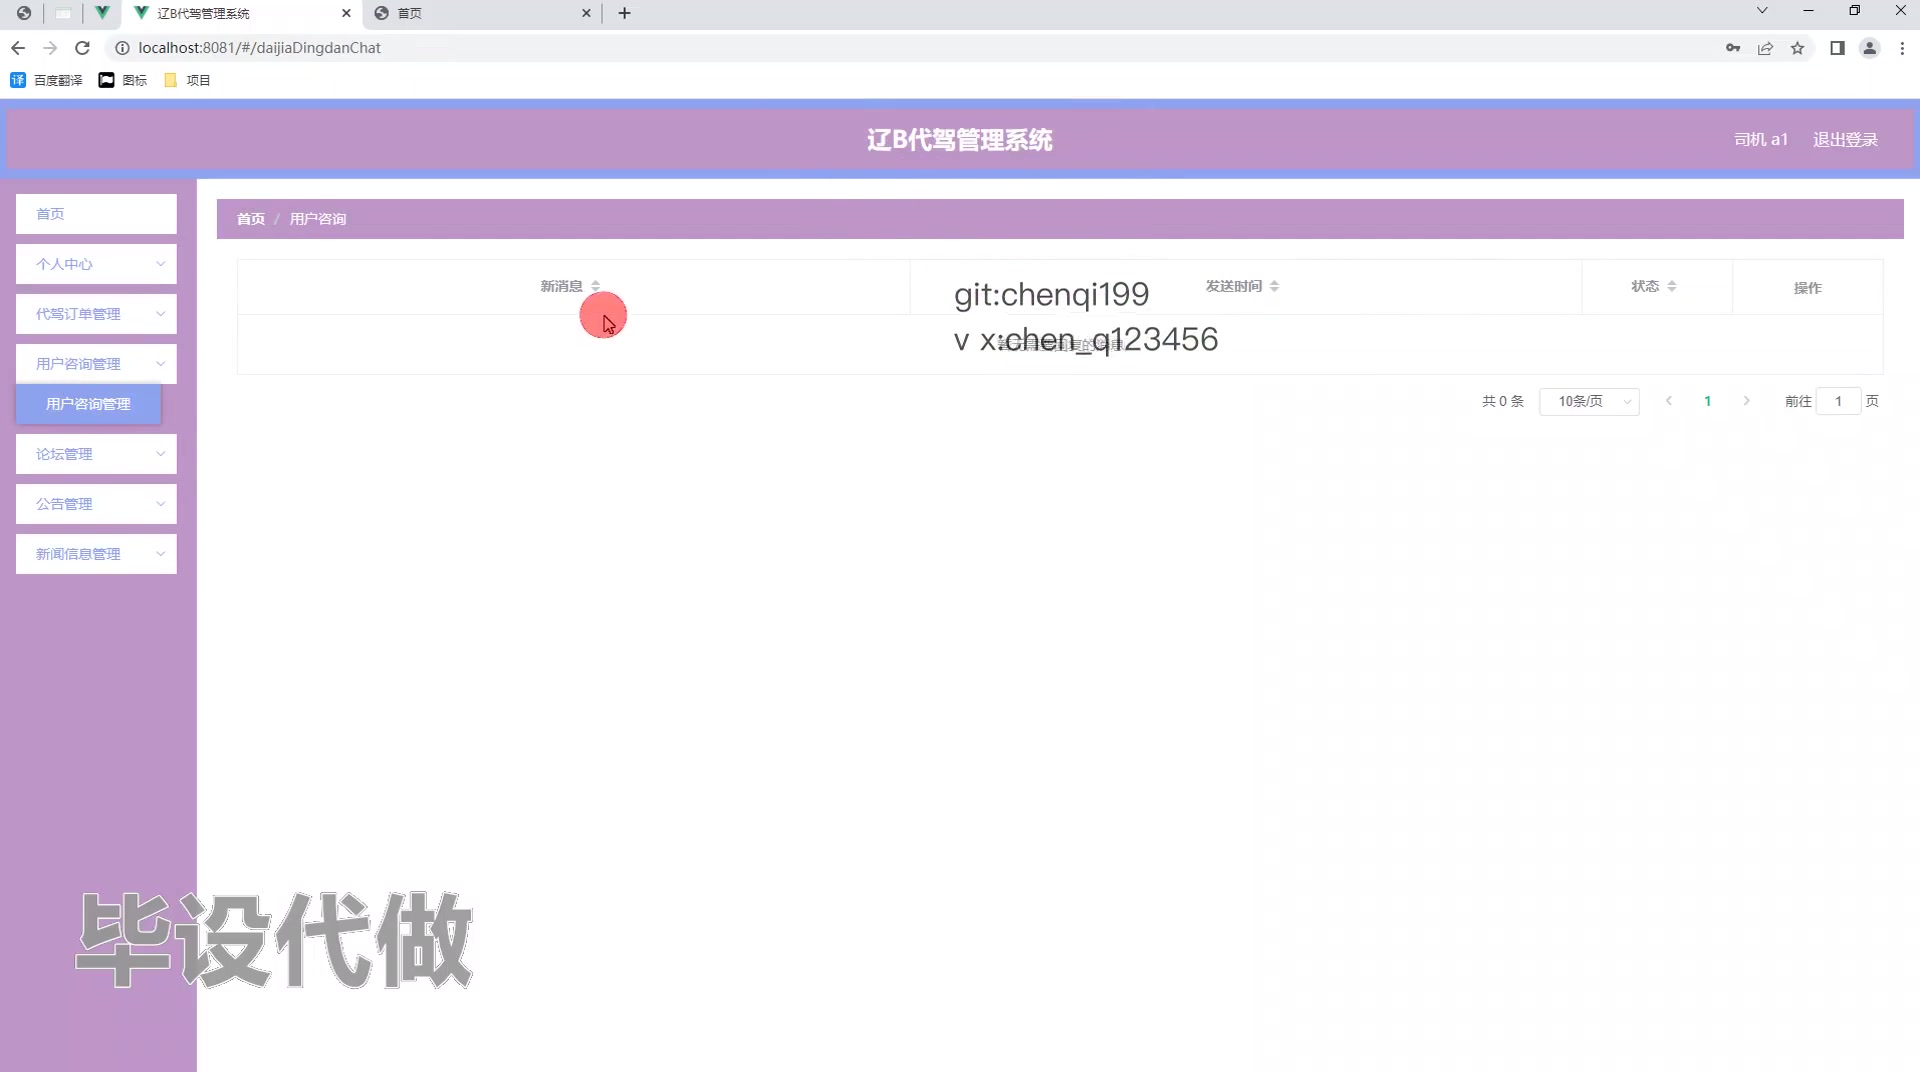 辽B代驾管理系统
首页
localhost:8081/#/daijiaDingdanChat
百度翻译 图标 项目
辽B代驾管理系统
司机 a1 退出登录
首页
个人中心
代驾订单管理
用户咨询管理
用户咨询管理
论坛管理
公告管理
新闻信息管理
首页 / 用户咨询
新消息 发送时间 状态 操作
git:chenqi199
v x:chen_q123456
共 0 条 10条/页 1 前往 1 页
毕设代做